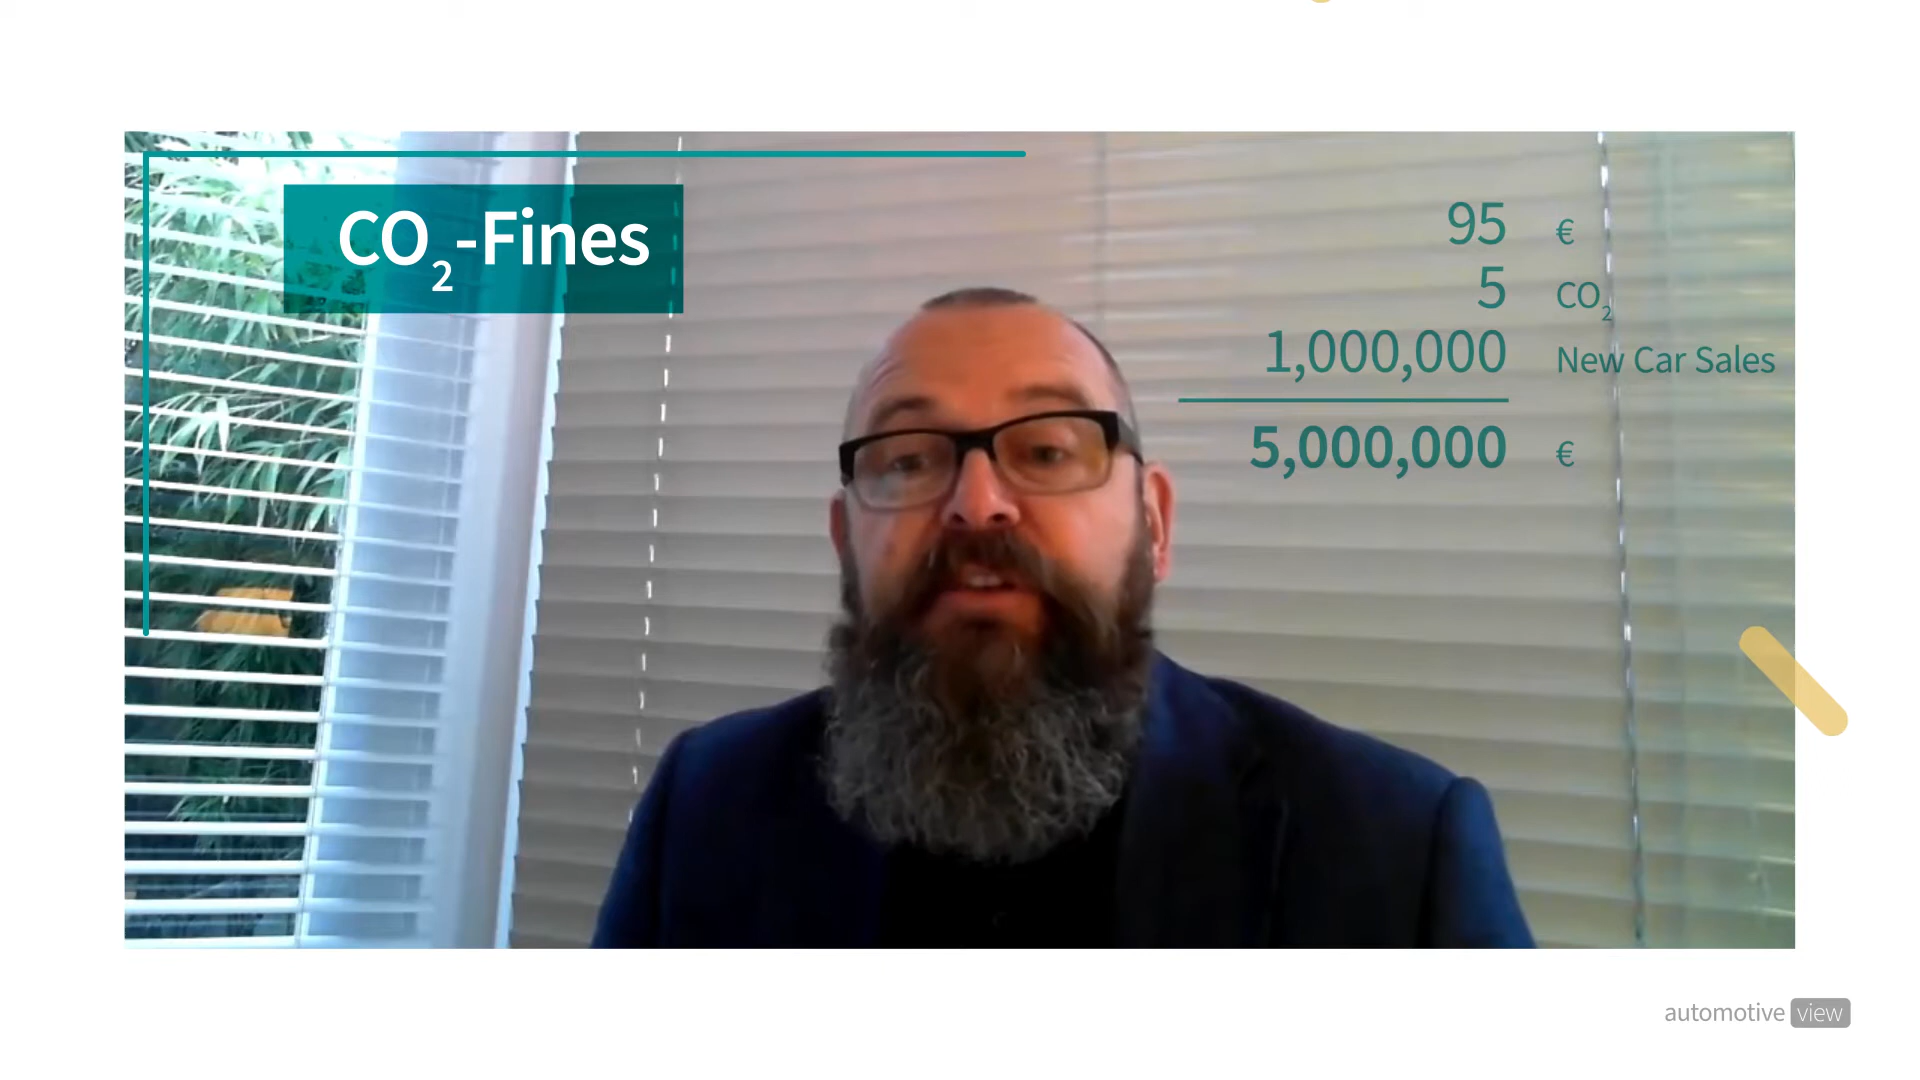 CO₂-Fines
95 €
5 CO₂
1,000,000 New Car Sales
5,000,000 €
automotive view